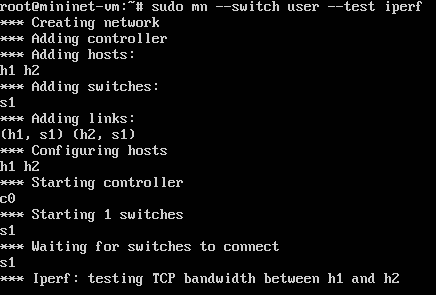 root@mininet-vm:~# sudo mn --switch user --test iperf
*** Creating network
*** Adding controller
*** Adding hosts:
h1 h2
*** Adding switches:
s1
*** Adding links:
(h1, s1) (h2, s1)
*** Configuring hosts
h1 h2
*** Starting controller
c0
*** Starting 1 switches
s1
*** Waiting for switches to connect
s1
*** Iperf: testing TCP bandwidth between h1 and h2